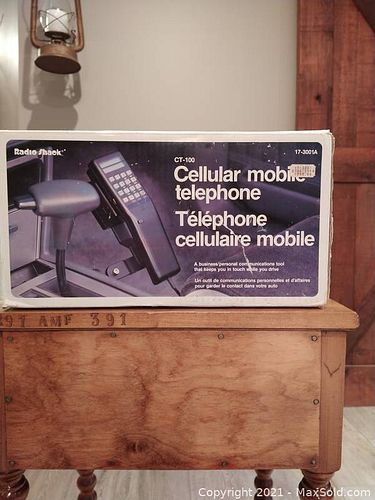 Radio Shack
CT-100
17-3001A
Cellular mobile
telephone
Téléphone
cellulaire mobile
A business/personal communications tool
that keeps you in touch while you drive
Un outil de communications personnelles et d'affaires
pour garder le contact dans votre auto
391 AMF 391
Copyright © 2021 - MaxSold.com